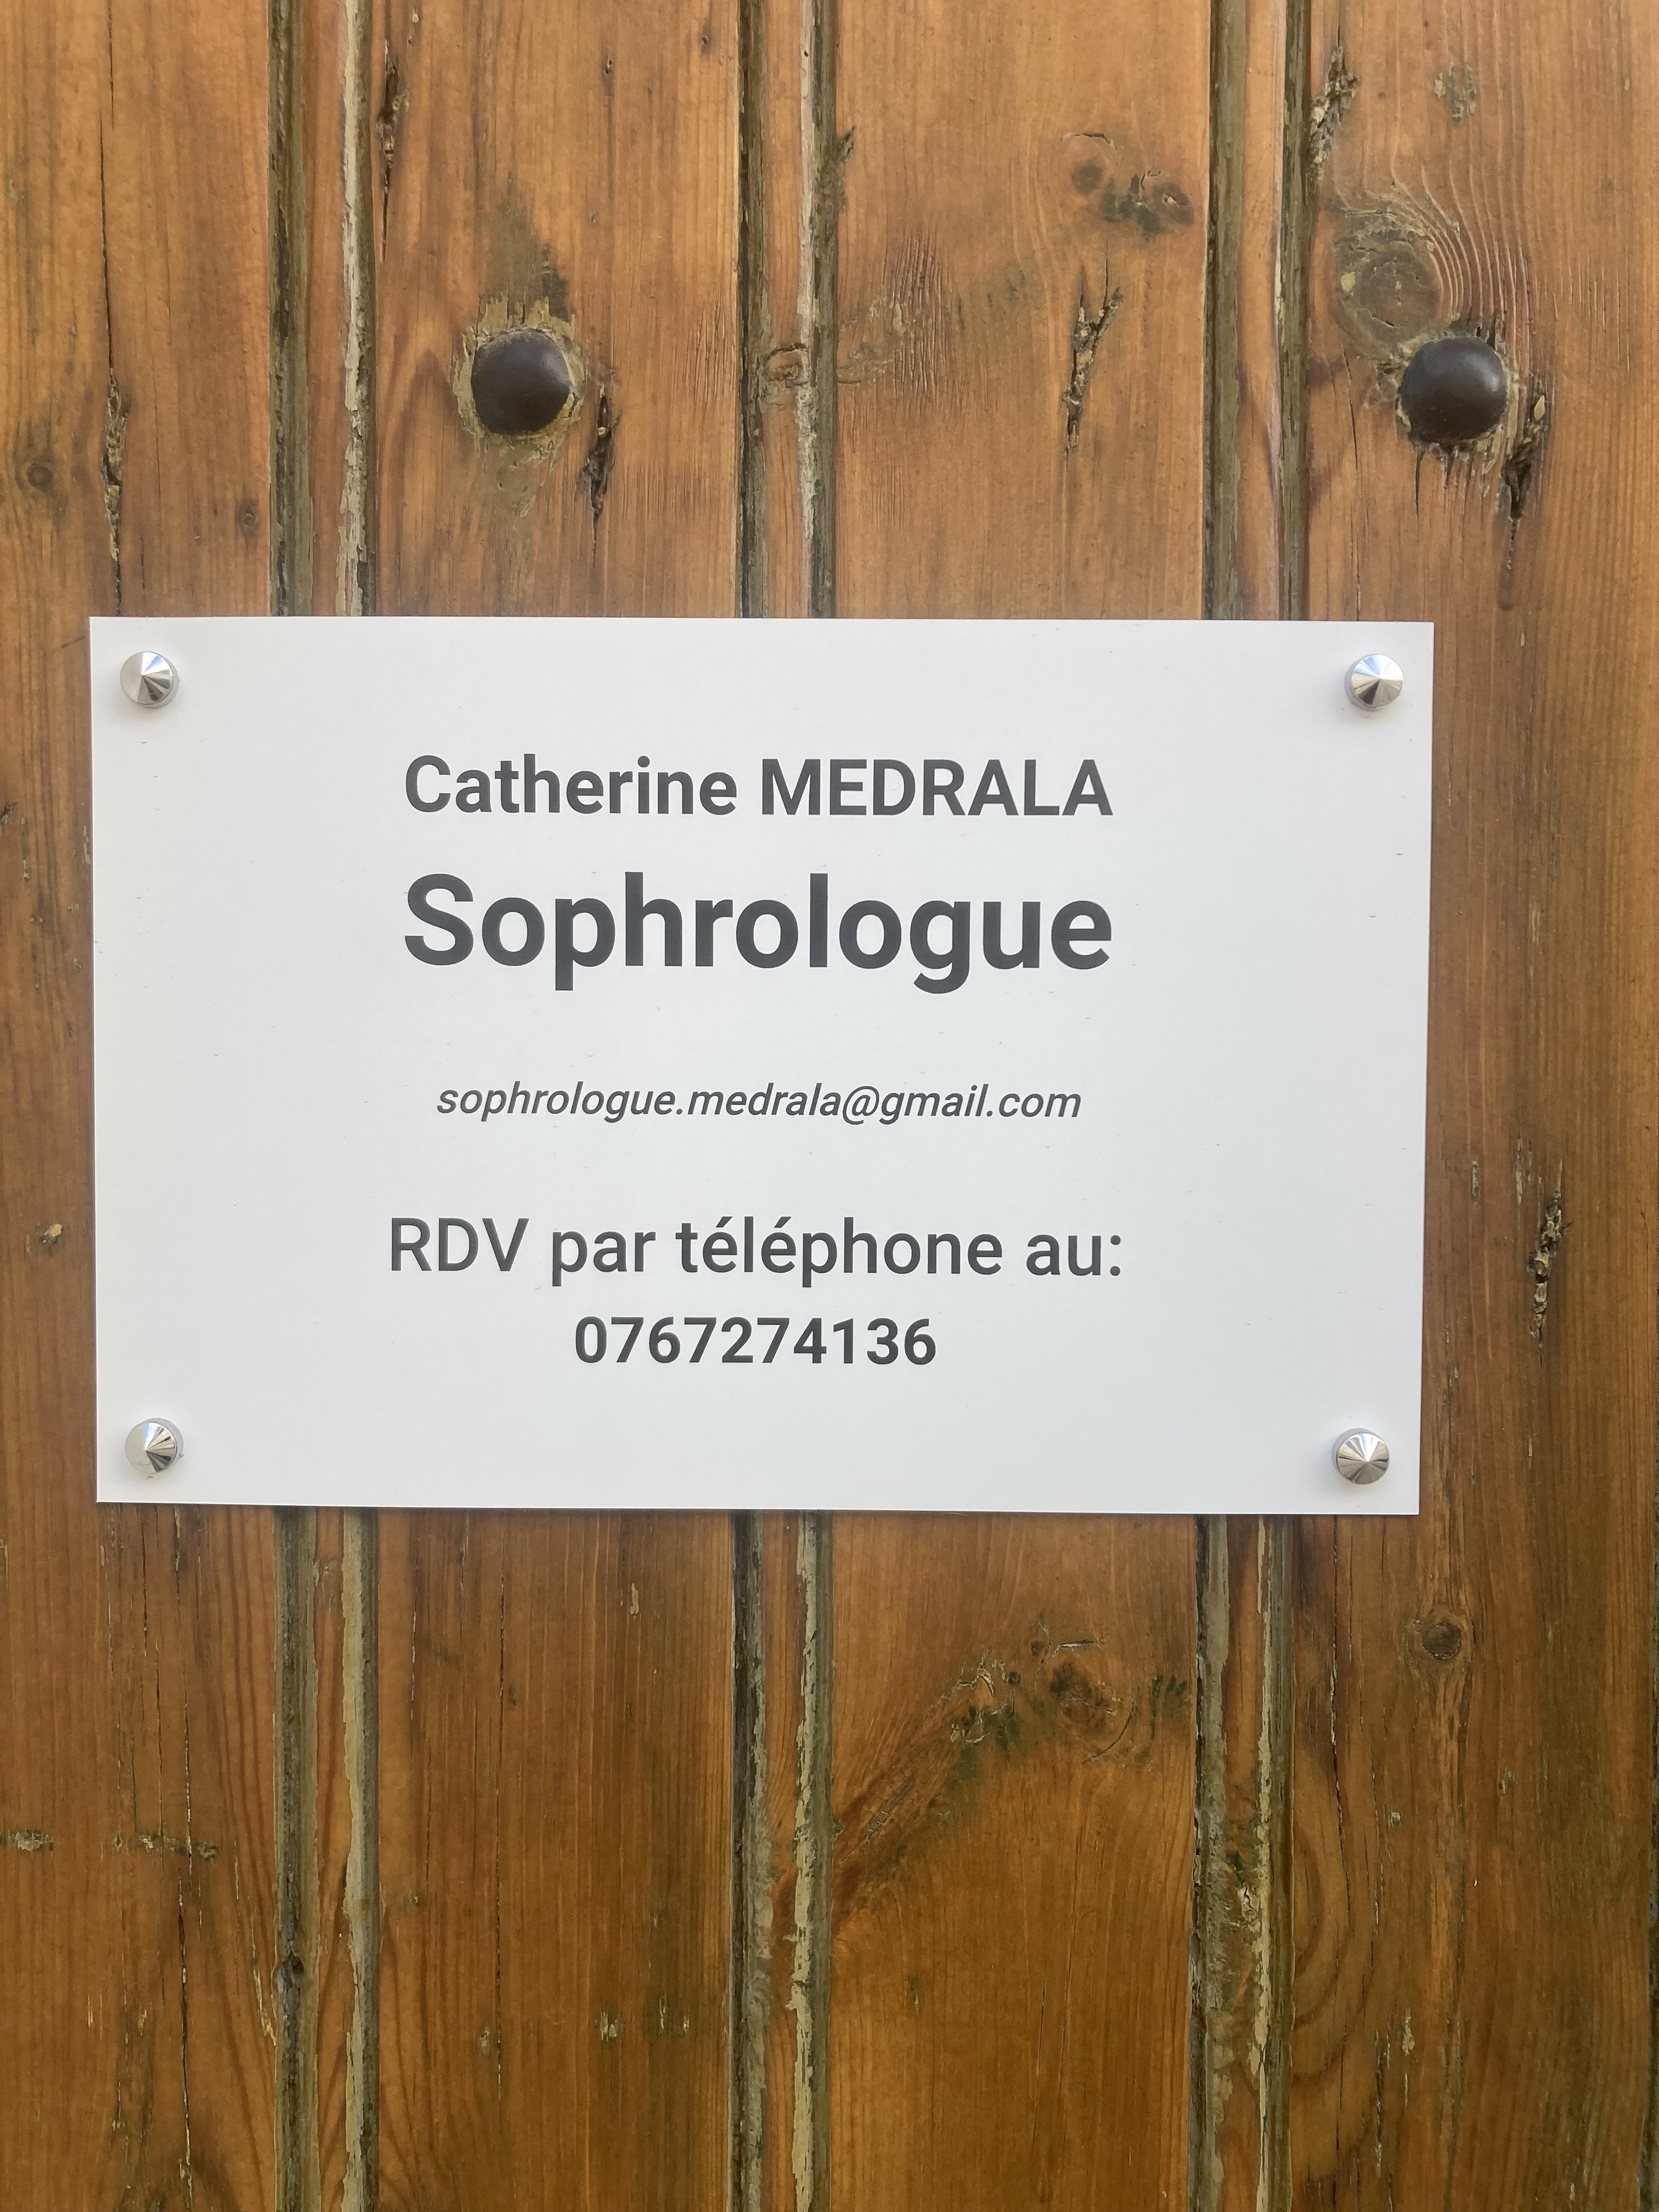 Catherine MEDRALA
Sophrologue
sophrologue.medrala@gmail.com
RDV par téléphone au:
0767274136